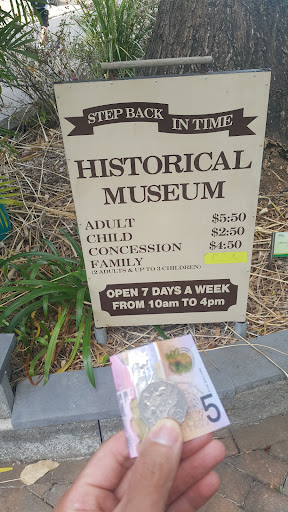 STEP BACK IN TIME
HISTORICAL
MUSEUM
ADULT $5:50
CHILD $2:50
CONCESSION $4:50
FAMILY
(2 ADULTS & UP TO 3 CHILDREN)
OPEN 7 DAYS A WEEK
FROM 10am TO 4pm
5